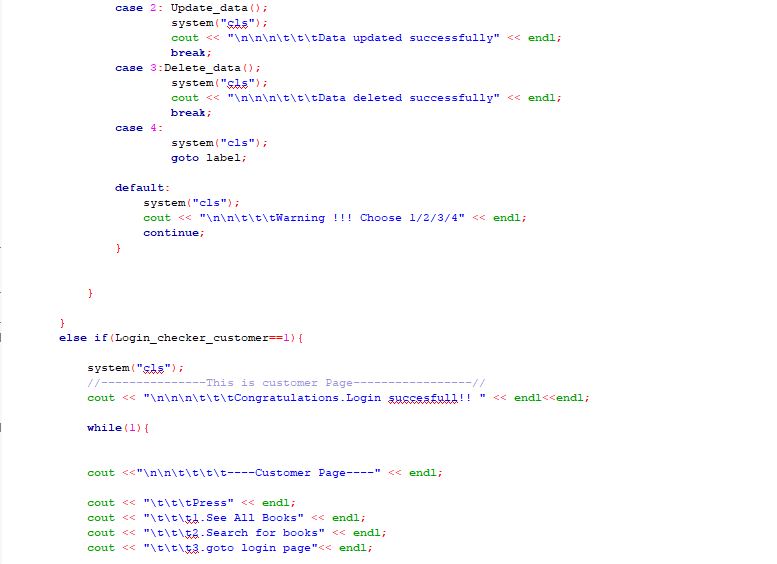 case 2: Update_data();
system("cls");
cout << "\n\n\n\t\t\tData updated successfully" << endl;
break;
case 3:Delete_data();
system("cls");
cout << "\n\n\n\t\t\tData deleted successfully" << endl;
break;
case 4:
system("cls");
goto label;
default:
system("cls");
cout << "\n\n\t\t\tWarning !!! Choose 1/2/3/4" << endl;
continue;
}
}
}
else if(Login_checker_customer==1){
system("cls");
//---------------This is customer Page-----------------//
cout << "\n\n\n\t\t\tCongratulations.Login succesfull!! " << endl<<endl;
while(1){
cout <<"\n\n\t\t\t\t----Customer Page----" << endl;
cout << "\t\t\tPress" << endl;
cout << "\t\t\t1.See All Books" << endl;
cout << "\t\t\t2.Search for books" << endl;
cout << "\t\t\t3.goto login page"<< endl;